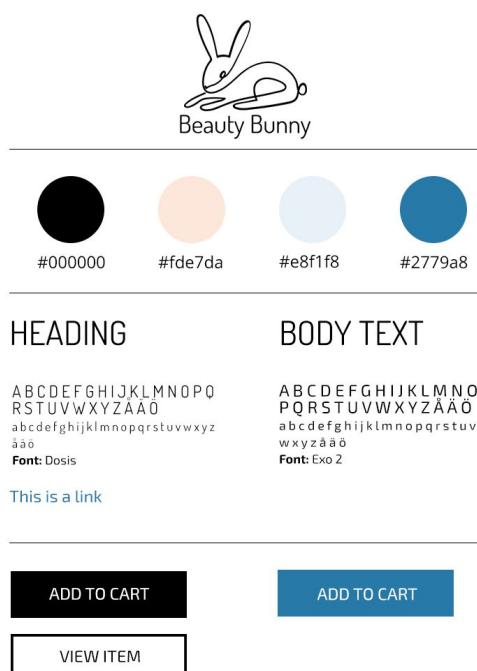 Beauty Bunny
#000000
#fde7da
#e8f1f8
#2779a8
HEADING
ABCDEFGHIJKLMNOPQ
RSTUVWXYZÅÄÖ
abcdefghijklmnopqrstuvwxyz
åäö
Font: Dosis
This is a link
BODY TEXT
ABCDEFGHIJKLMNO
PQRSTUVWXYZÅÄÖ
abcdefghijklmnopqrstuv
wxyzåäö
Font: Exo 2
ADD TO CART
ADD TO CART
VIEW ITEM